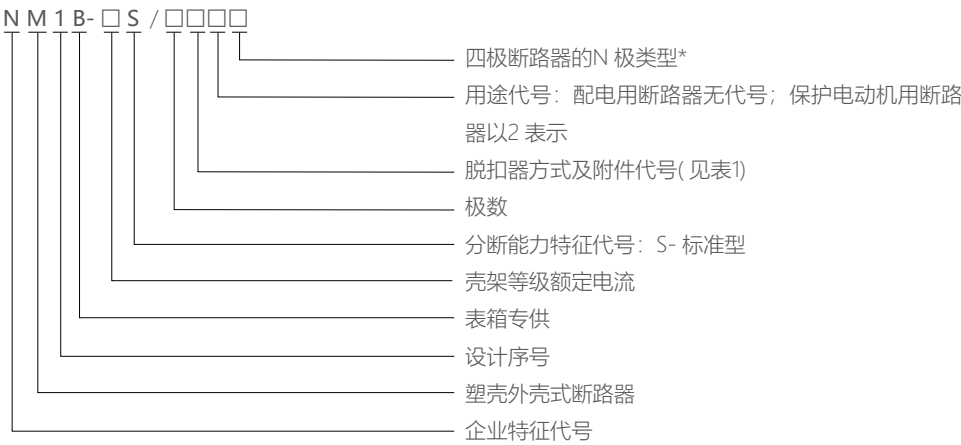 N M 1 B- □ S / □□□□
四极断路器的N 极类型*
用途代号：配电用断路器无代号；保护电动机用断路
器以2 表示
脱扣器方式及附件代号( 见表1)
极数
分断能力特征代号：S- 标准型
壳架等级额定电流
表箱专供
设计序号
塑壳外壳式断路器
企业特征代号